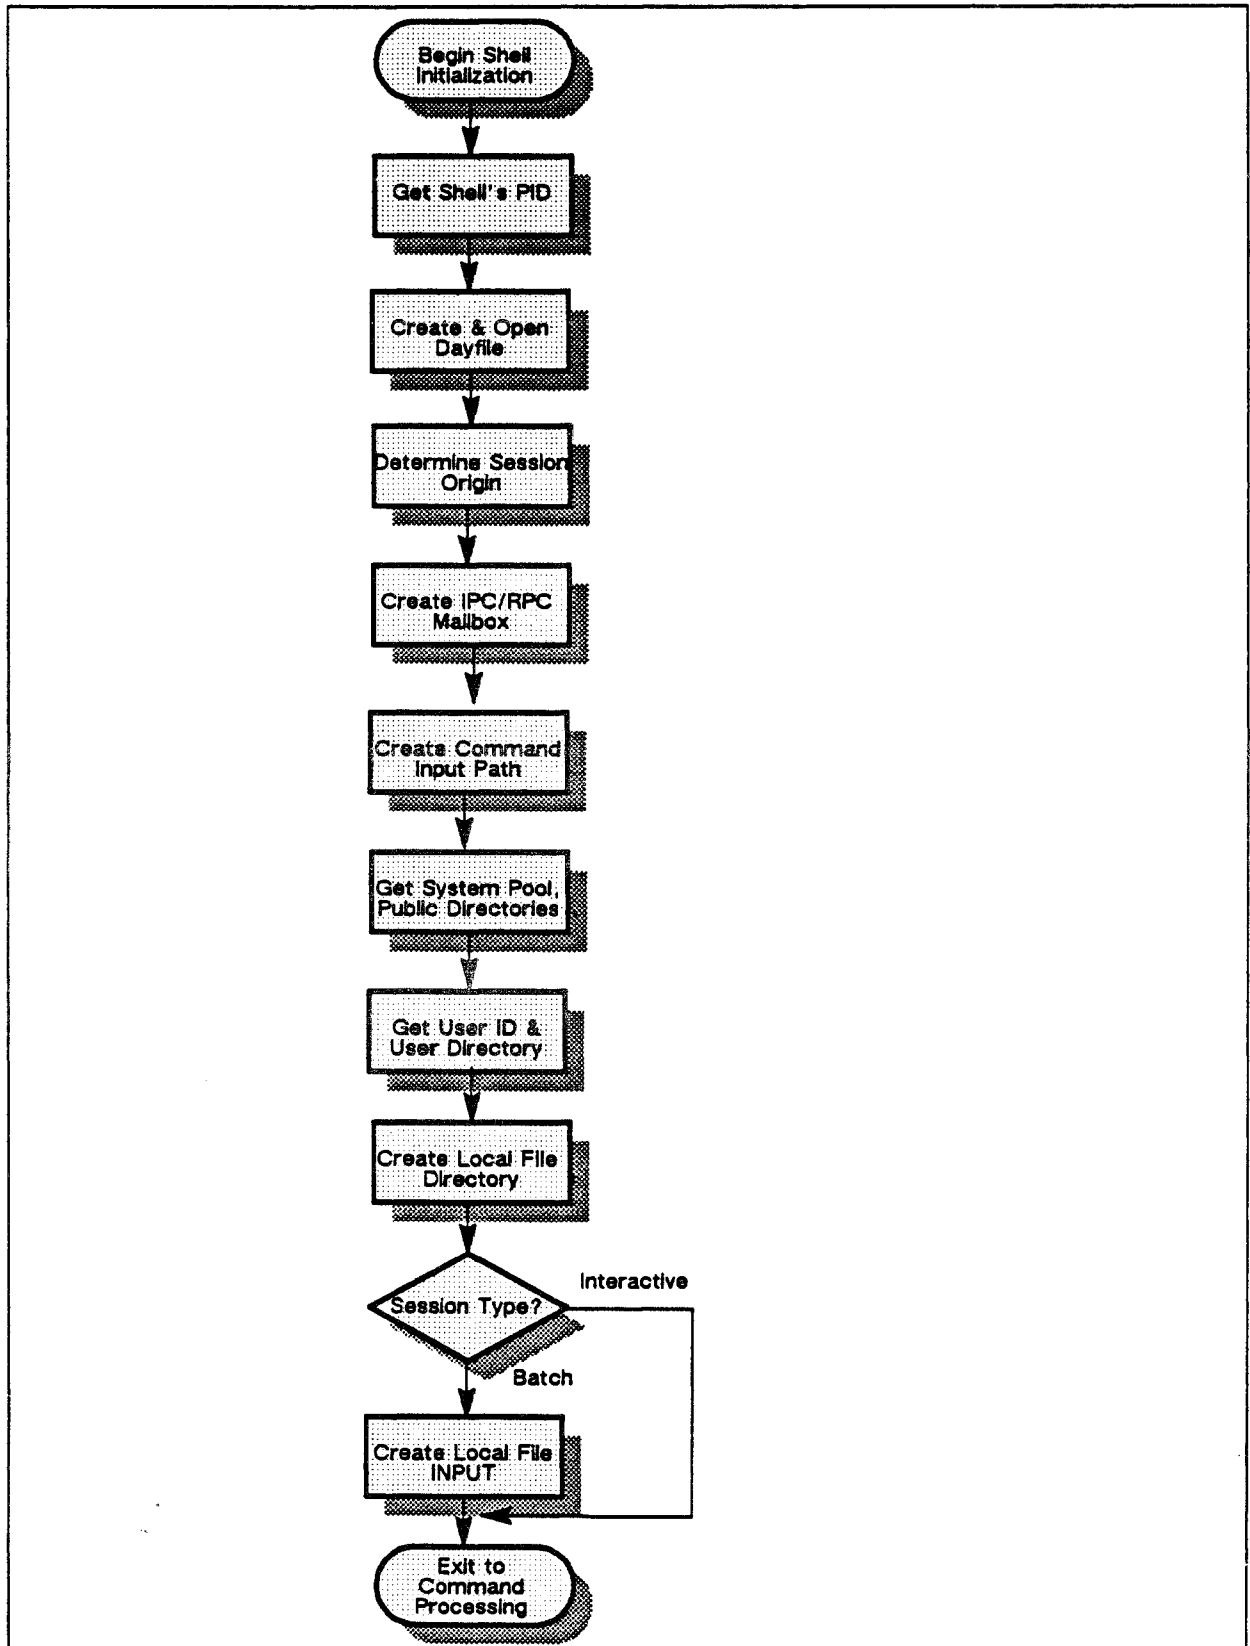 Begin Shell
Initialization
Get Shell's PID
Create & Open
Dayfile
Determine Session
Origin
Create IPC/RPC
Mailbox
Create Command
Input Path
Get System Pool,
Public Directories
Get User ID &
User Directory
Create Local File
Directory
Interactive
Session Type?
Batch
Create Local File
INPUT
Exit to
Command
Processing